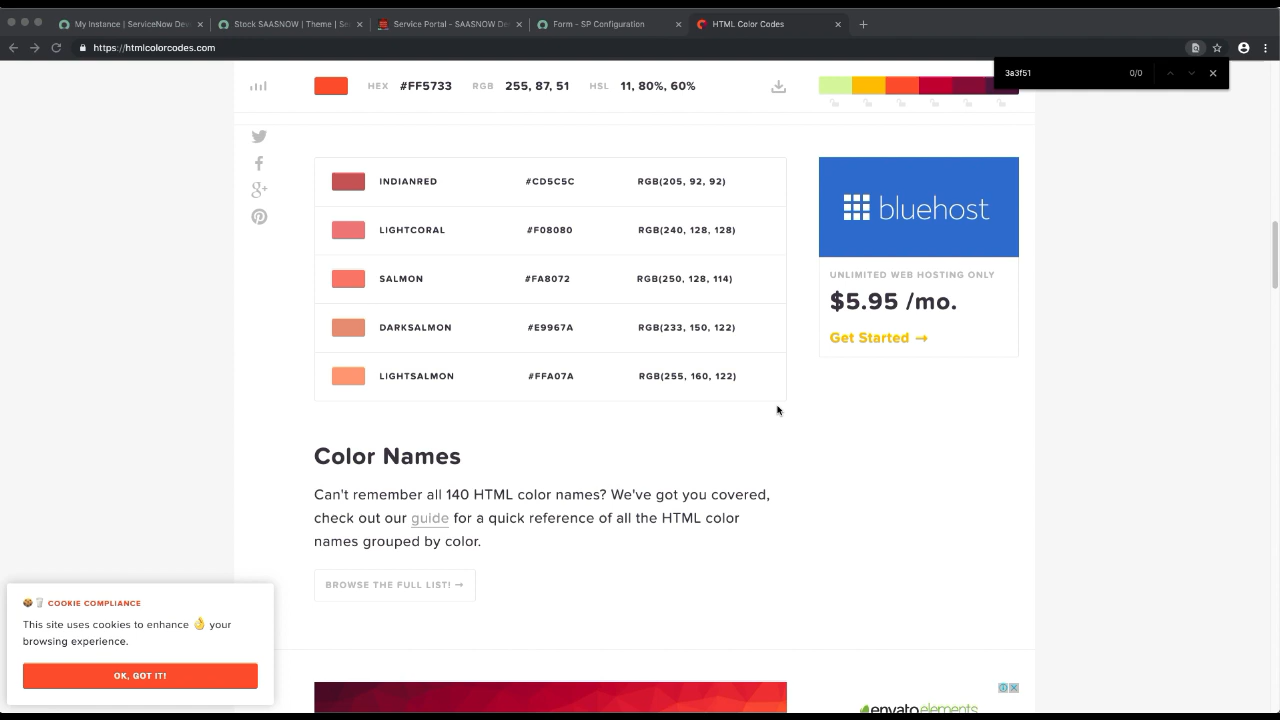 My Instance | ServiceNow Dev
Stock SAASNOW | Theme | Se
Service Portal - SAASNOW De
Form - SP Configuration
HTML Color Codes
https://htmlcolorcodes.com
3a3f51 0/0
HEX #FF5733 RGB 255, 87, 51 HSL 11, 80%, 60%
INDIANRED #CD5C5C RGB(205, 92, 92)
LIGHTCORAL #F08080 RGB(240, 128, 128)
SALMON #FA8072 RGB(250, 128, 114)
DARKSALMON #E9967A RGB(233, 150, 122)
LIGHTSALMON #FFA07A RGB(255, 160, 122)
bluehost
UNLIMITED WEB HOSTING ONLY
$5.95 /mo.
Get Started →
Color Names
Can't remember all 140 HTML color names? We've got you covered,
check out our guide for a quick reference of all the HTML color
names grouped by color.
BROWSE THE FULL LIST! →
COOKIE COMPLIANCE
This site uses cookies to enhance 👌 your
browsing experience.
OK, GOT IT!
envatoelements